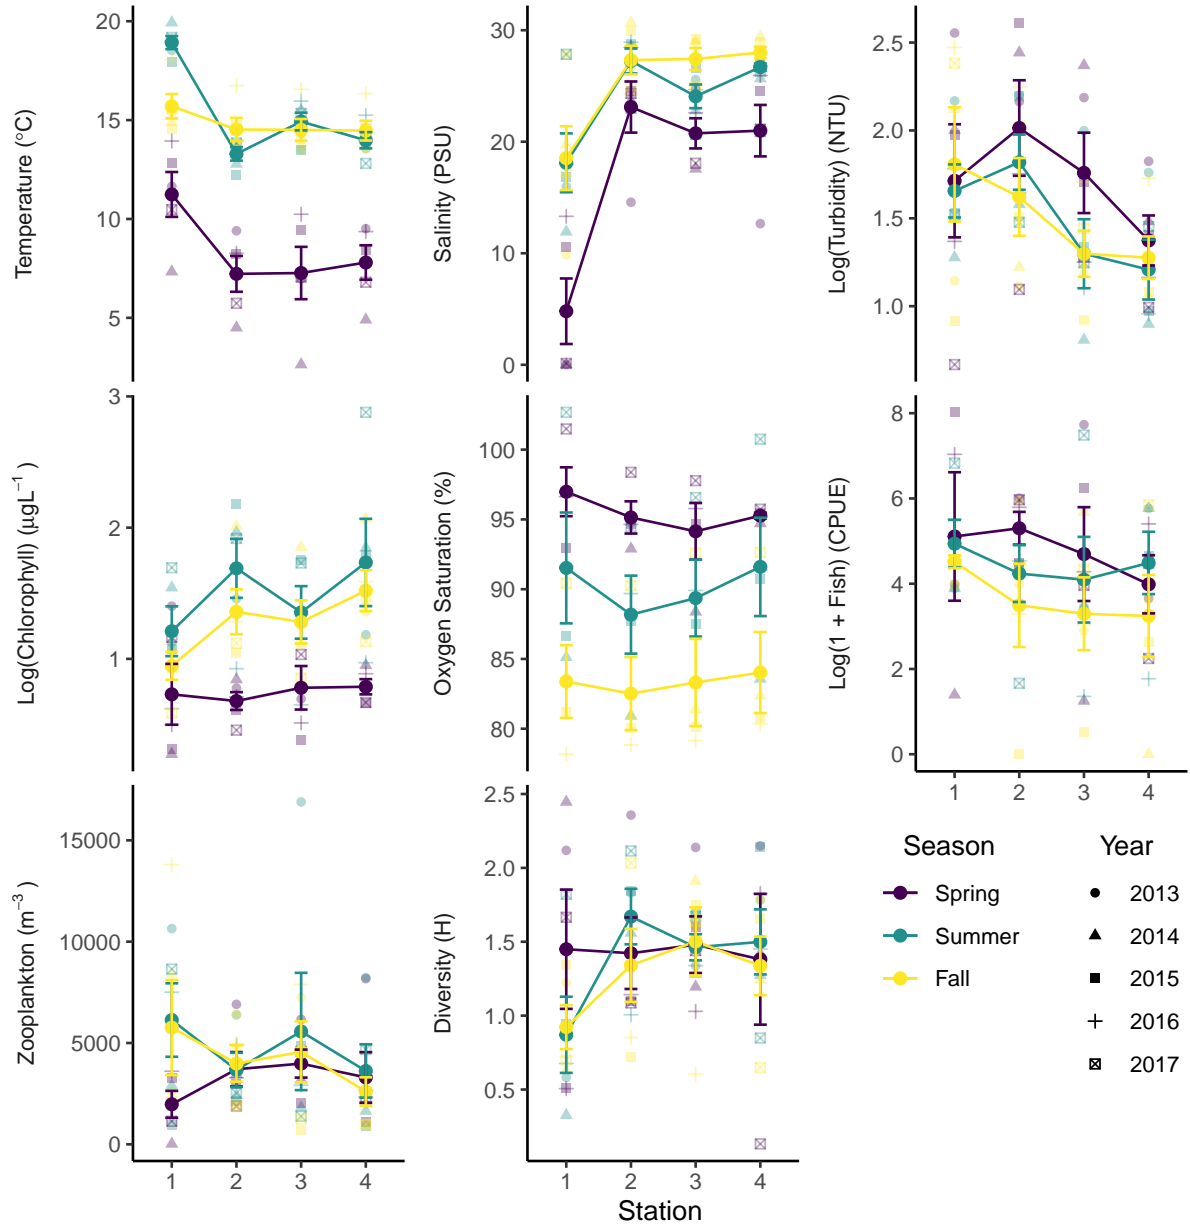 Temperature (°C)
20
15
10
5
Salinity (PSU)
30
20
10
0
Log(Turbidity) (NTU)
2.5
2.0
1.5
1.0
Log(Chlorophyll) (µgL⁻¹ )
3
2
1
Oxygen Saturation (%)
100
95
90
85
80
Log(1 + Fish) (CPUE)
8
6
4
2
0
1 2 3 4
Zooplankton (m⁻³ )
15000
10000
5000
0
1 2 3 4
Diversity (H)
2.5
2.0
1.5
1.0
0.5
1 2 3 4
Station
Season
Spring
Summer
Fall
Year
2013
2014
2015
2016
2017